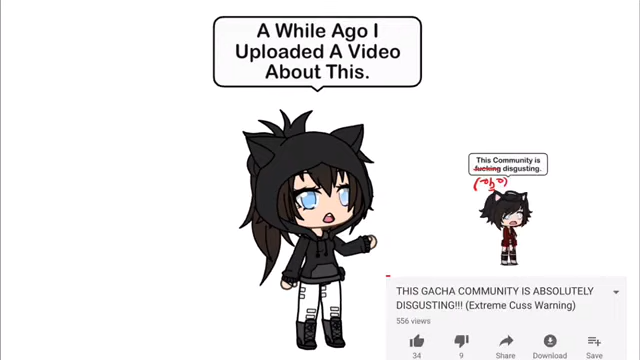 A While Ago I
Uploaded A Video
About This.
This Community is
fucking disgusting.
THIS GACHA COMMUNITY IS ABSOLUTELY
DISGUSTING!!! (Extreme Cuss Warning)
556 views
34
9
Share
Download
Save